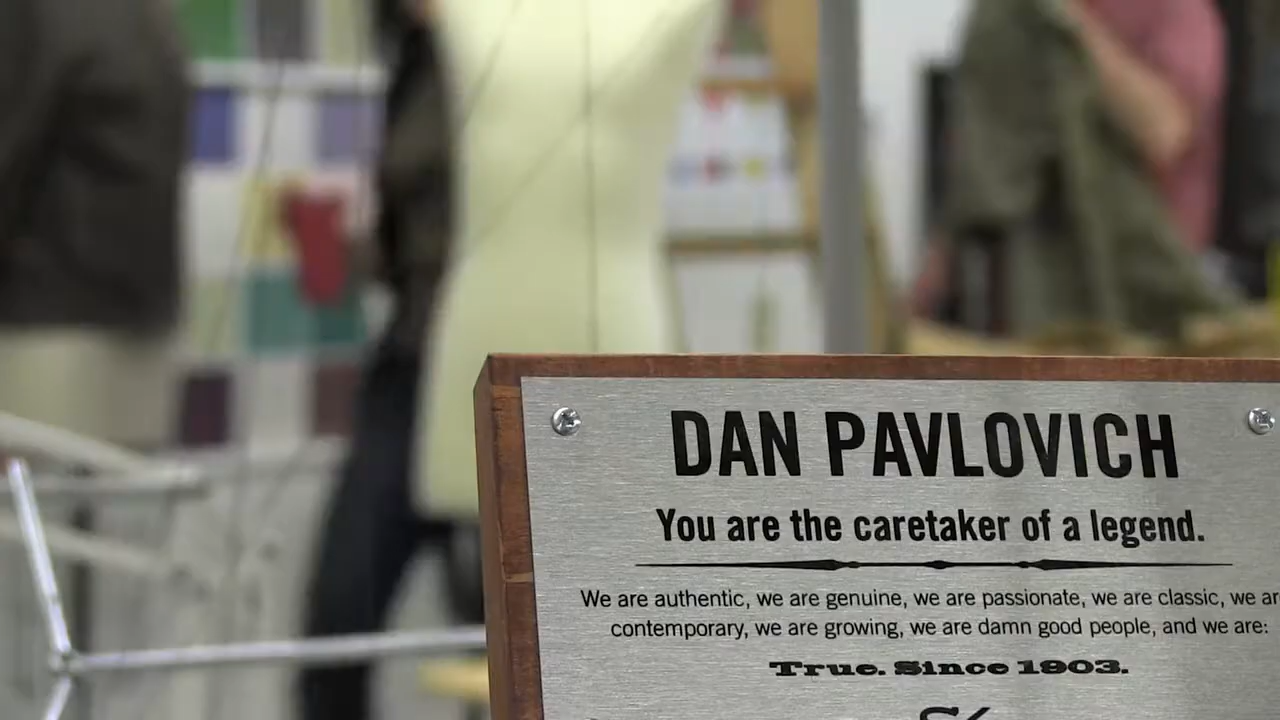 DAN PAVLOVICH
You are the caretaker of a legend.
We are authentic, we are genuine, we are passionate, we are classic, we ar
contemporary, we are growing, we are damn good people, and we are:
True. Since 1903.